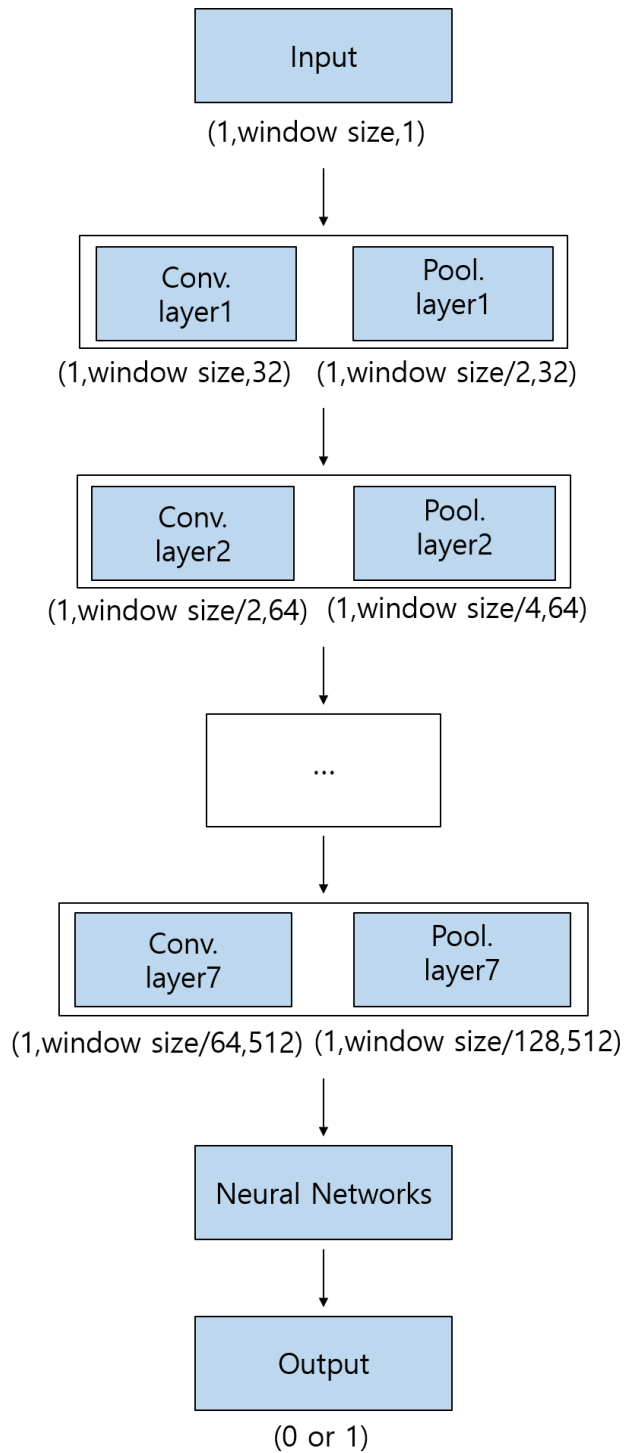 Input
(1,window size,1)
Conv.
layer1
Pool.
layer1
(1,window size,32)
(1,window size/2,32)
Conv.
layer2
Pool.
layer2
(1,window size/2,64)
(1,window size/4,64)
...
Conv.
layer7
Pool.
layer7
(1,window size/64,512)
(1,window size/128,512)
Neural Networks
Output
(0 or 1)